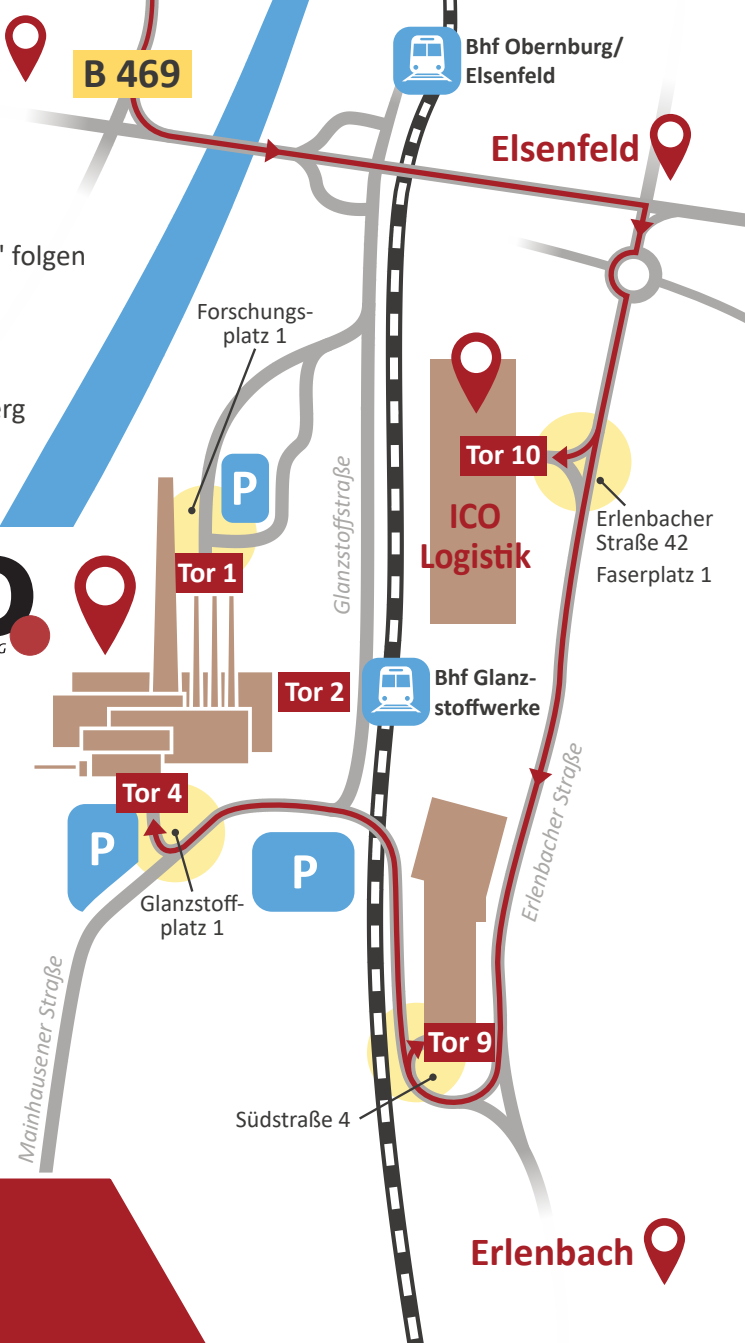 Bhf Obernburg/
Elsenfeld
B 469
Elsenfeld
" folgen
Forschungs-
platz 1
erg
Tor 10
P
Glanzstoffstraße
ICO
Logistik
Erlenbacher
Straße 42
Faserplatz 1
Tor 1
Tor 2
Bhf Glanz-
stoffwerke
Tor 4
Erlenbacher Straße
P
P
Glanzstoff-
platz 1
Mainhausener Straße
Tor 9
Südstraße 4
Erlenbach